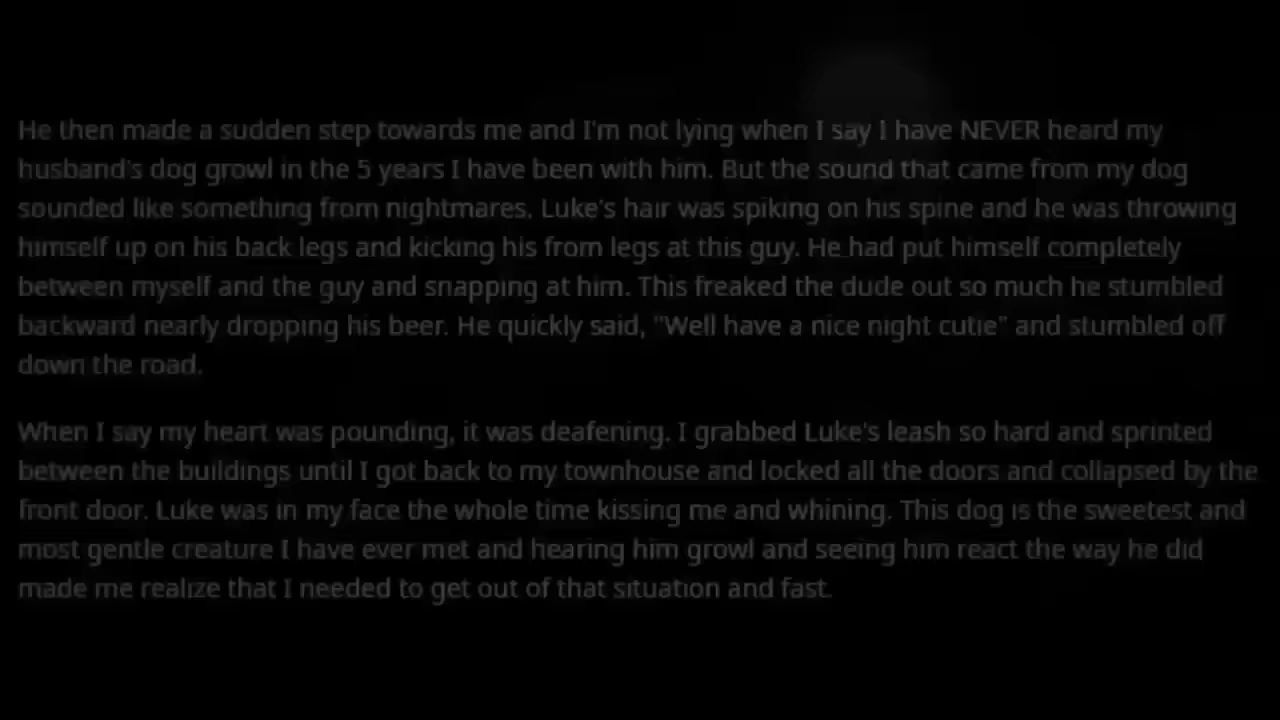 He then made a sudden step towards me and I'm not lying when I say I have NEVER heard my
husband's dog growl in the 5 years I have been with him. But the sound that came from my dog
sounded like something from nightmares. Luke's hair was spiking on his spine and he was throwing
himself up on his back legs and kicking his from legs at this guy. He had put himself completely
between myself and the guy and snapping at him. This freaked the dude out so much he stumbled
backward nearly dropping his beer. He quickly said, "Well have a nice night cutie" and stumbled off
down the road.
When I say my heart was pounding, it was deafening. I grabbed Luke's leash so hard and sprinted
between the buildings until I got back to my townhouse and locked all the doors and collapsed by the
front door. Luke was in my face the whole time kissing me and whining. This dog is the sweetest and
most gentle creature I have ever met and hearing him growl and seeing him react the way he did
made me realize that I needed to get out of that situation and fast.